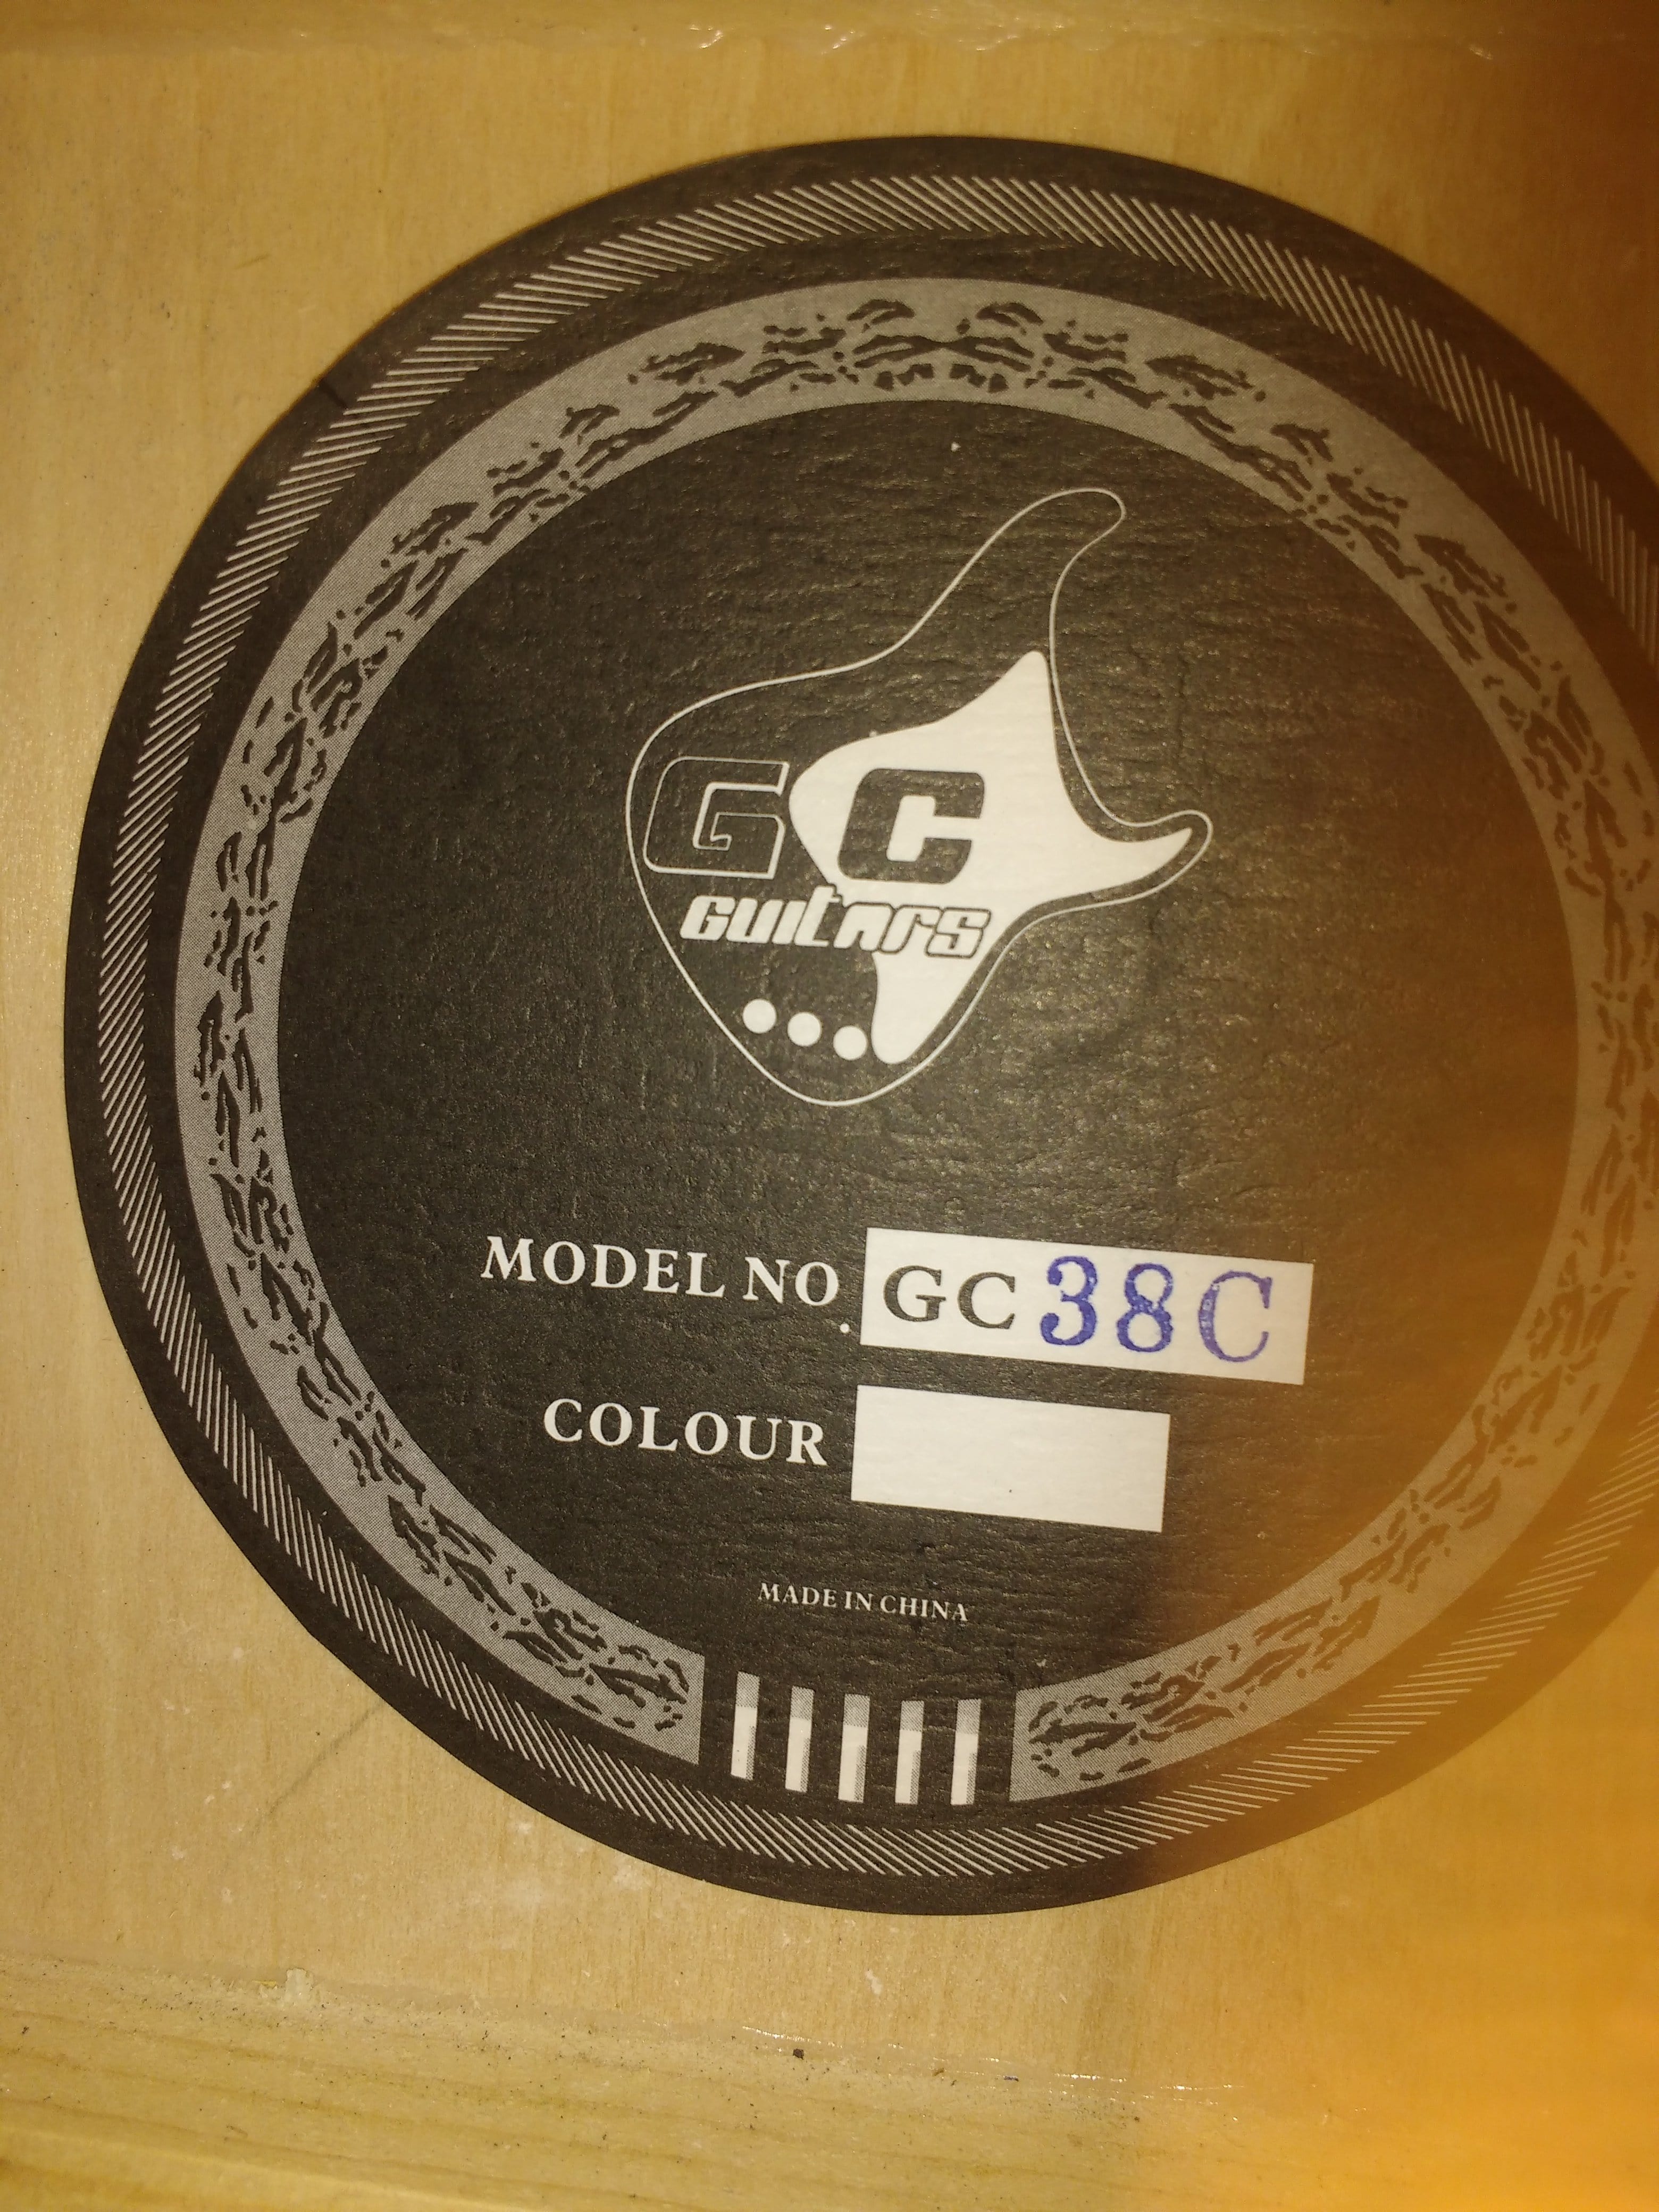 GC
GUITARS
MODEL NO GC 38C
COLOUR
MADE IN CHINA